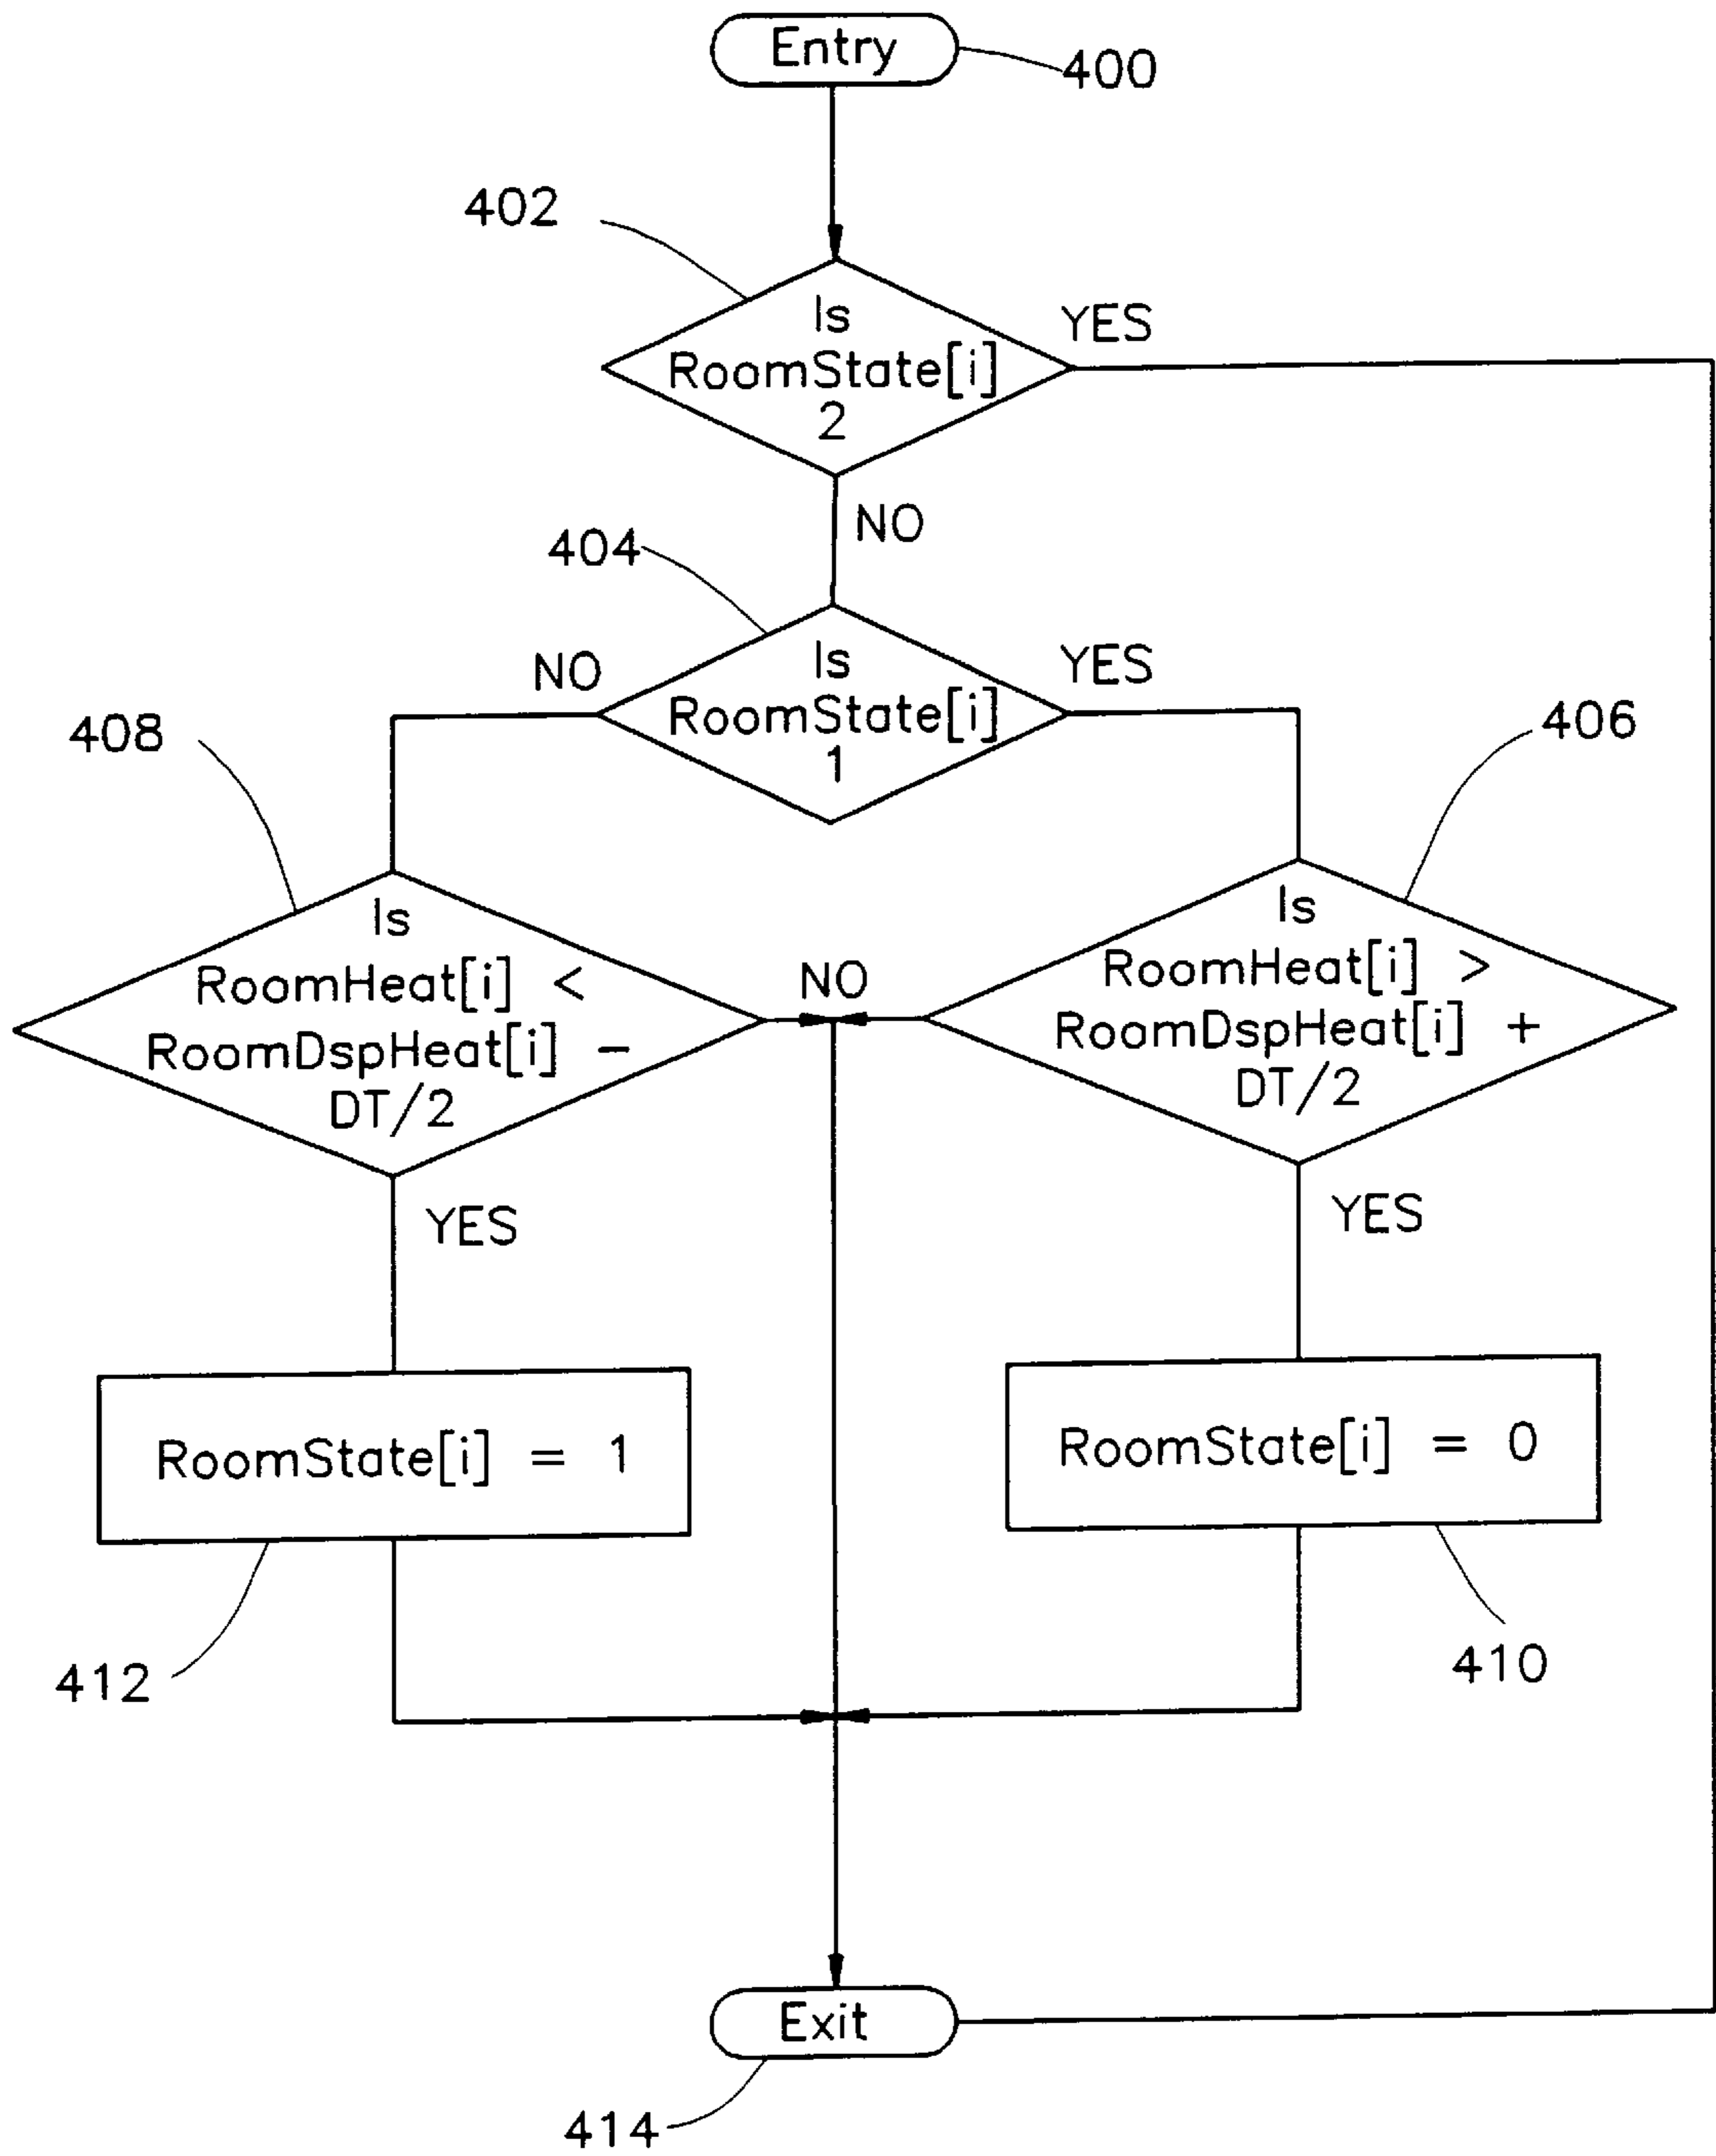 Entry
400
402
Is
RoomState[i]
2
YES
NO
404
NO
Is
RoomState[i]
1
YES
408
406
Is
RoomHeat[i] <
RoomDspHeat[i] -
DT/2
NO
Is
RoomHeat[i] >
RoamDspHeat[i] +
DT/2
YES
YES
RoomState[i] = 1
RoomState[i] = 0
412
410
Exit
414